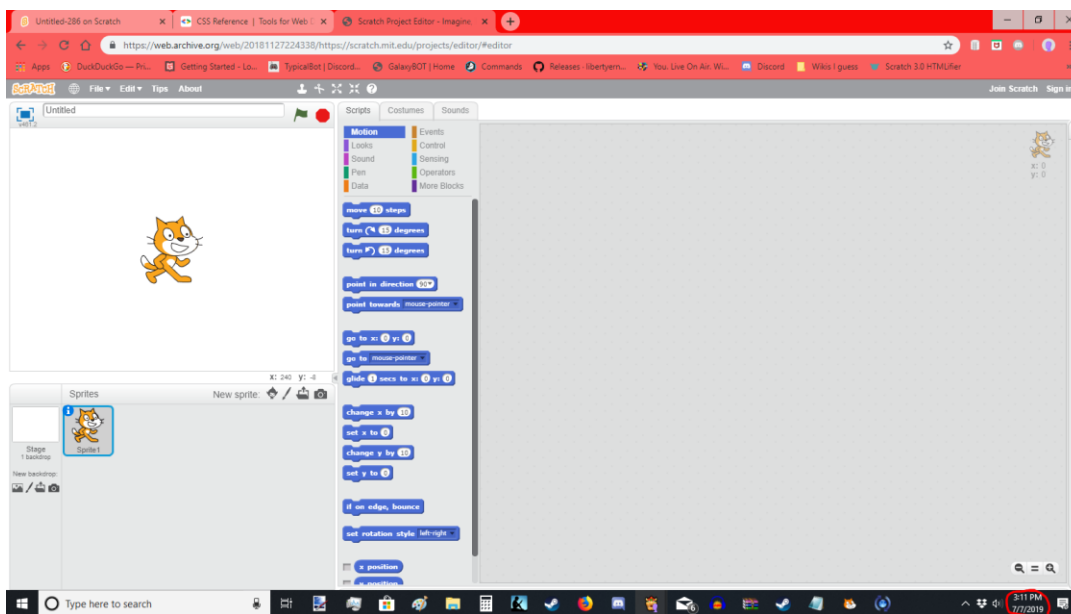 Untitled-286 on Scratch
CSS Reference | Tools for Web D
Scratch Project Editor - Imagine,
https://web.archive.org/web/20181127224338/https://scratch.mit.edu/projects/editor/#editor
Apps DuckDuckGo — Pri... Getting Started - Lo... TypicalBot | Discord... GalaxyBOT | Home Commands Releases · libertyern... You. Live On Air. Wi... Discord Wikis I guess Scratch 3.0 HTMLifier
SCRATCH File Edit Tips About Join Scratch Sign in
Untitled
v461.2
Scripts Costumes Sounds
Motion Events
Looks Control
Sound Sensing
Pen Operators
Data More Blocks
x: 0
y: 0
move 10 steps
turn 15 degrees
turn 15 degrees
point in direction 90
point towards mouse-pointer
go to x: 0 y: 0
go to mouse-pointer
glide 1 secs to x: 0 y: 0
change x by 10
set x to 0
change y by 10
set y to 0
if on edge, bounce
set rotation style left-right
x position
y position
x: 240 y: -8
Sprites New sprite:
Stage
1 backdrop
Sprite1
New backdrop:
Type here to search
3:11 PM
7/7/2019